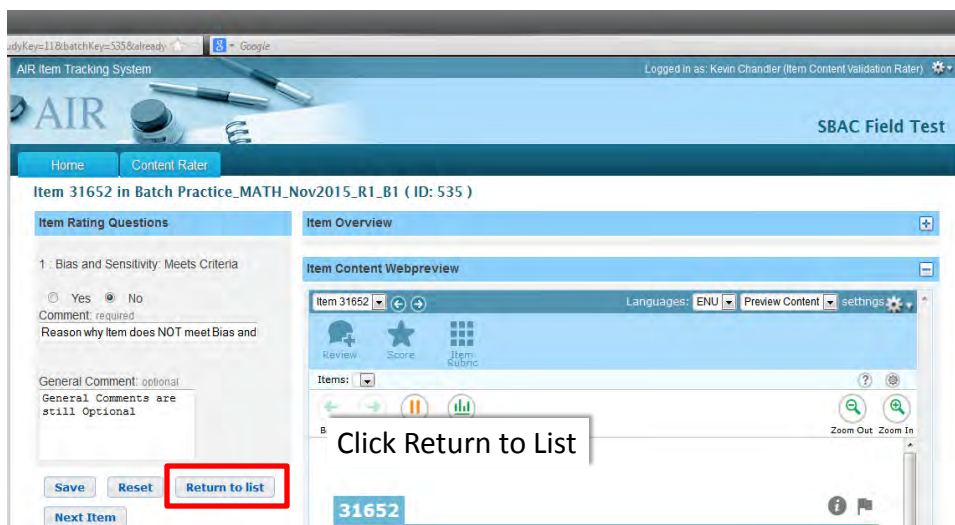 udyKey=118&batchKey=535&already
8 - Google
AIR Item Tracking System
Logged in as: Kevin Chandler (Item Content Validation Rater)
AIR
SBAC Field Test
Home Content Rater
Item 31652 in Batch Practice_MATH_Nov2015_R1_B1 ( ID: 535 )
Item Rating Questions
1 : Bias and Sensitivity: Meets Criteria
Yes No
Comment: required
Reason why Item does NOT meet Bias and
General Comment: optional
General Comments are
still Optional
Save Reset Return to list
Next Item
Item Overview
Item Content Webpreview
Item 31652 Languages: ENU Preview Content settings
Review Score Item
Rubric
Items:
B
Zoom Out Zoom In
Click Return to List
31652